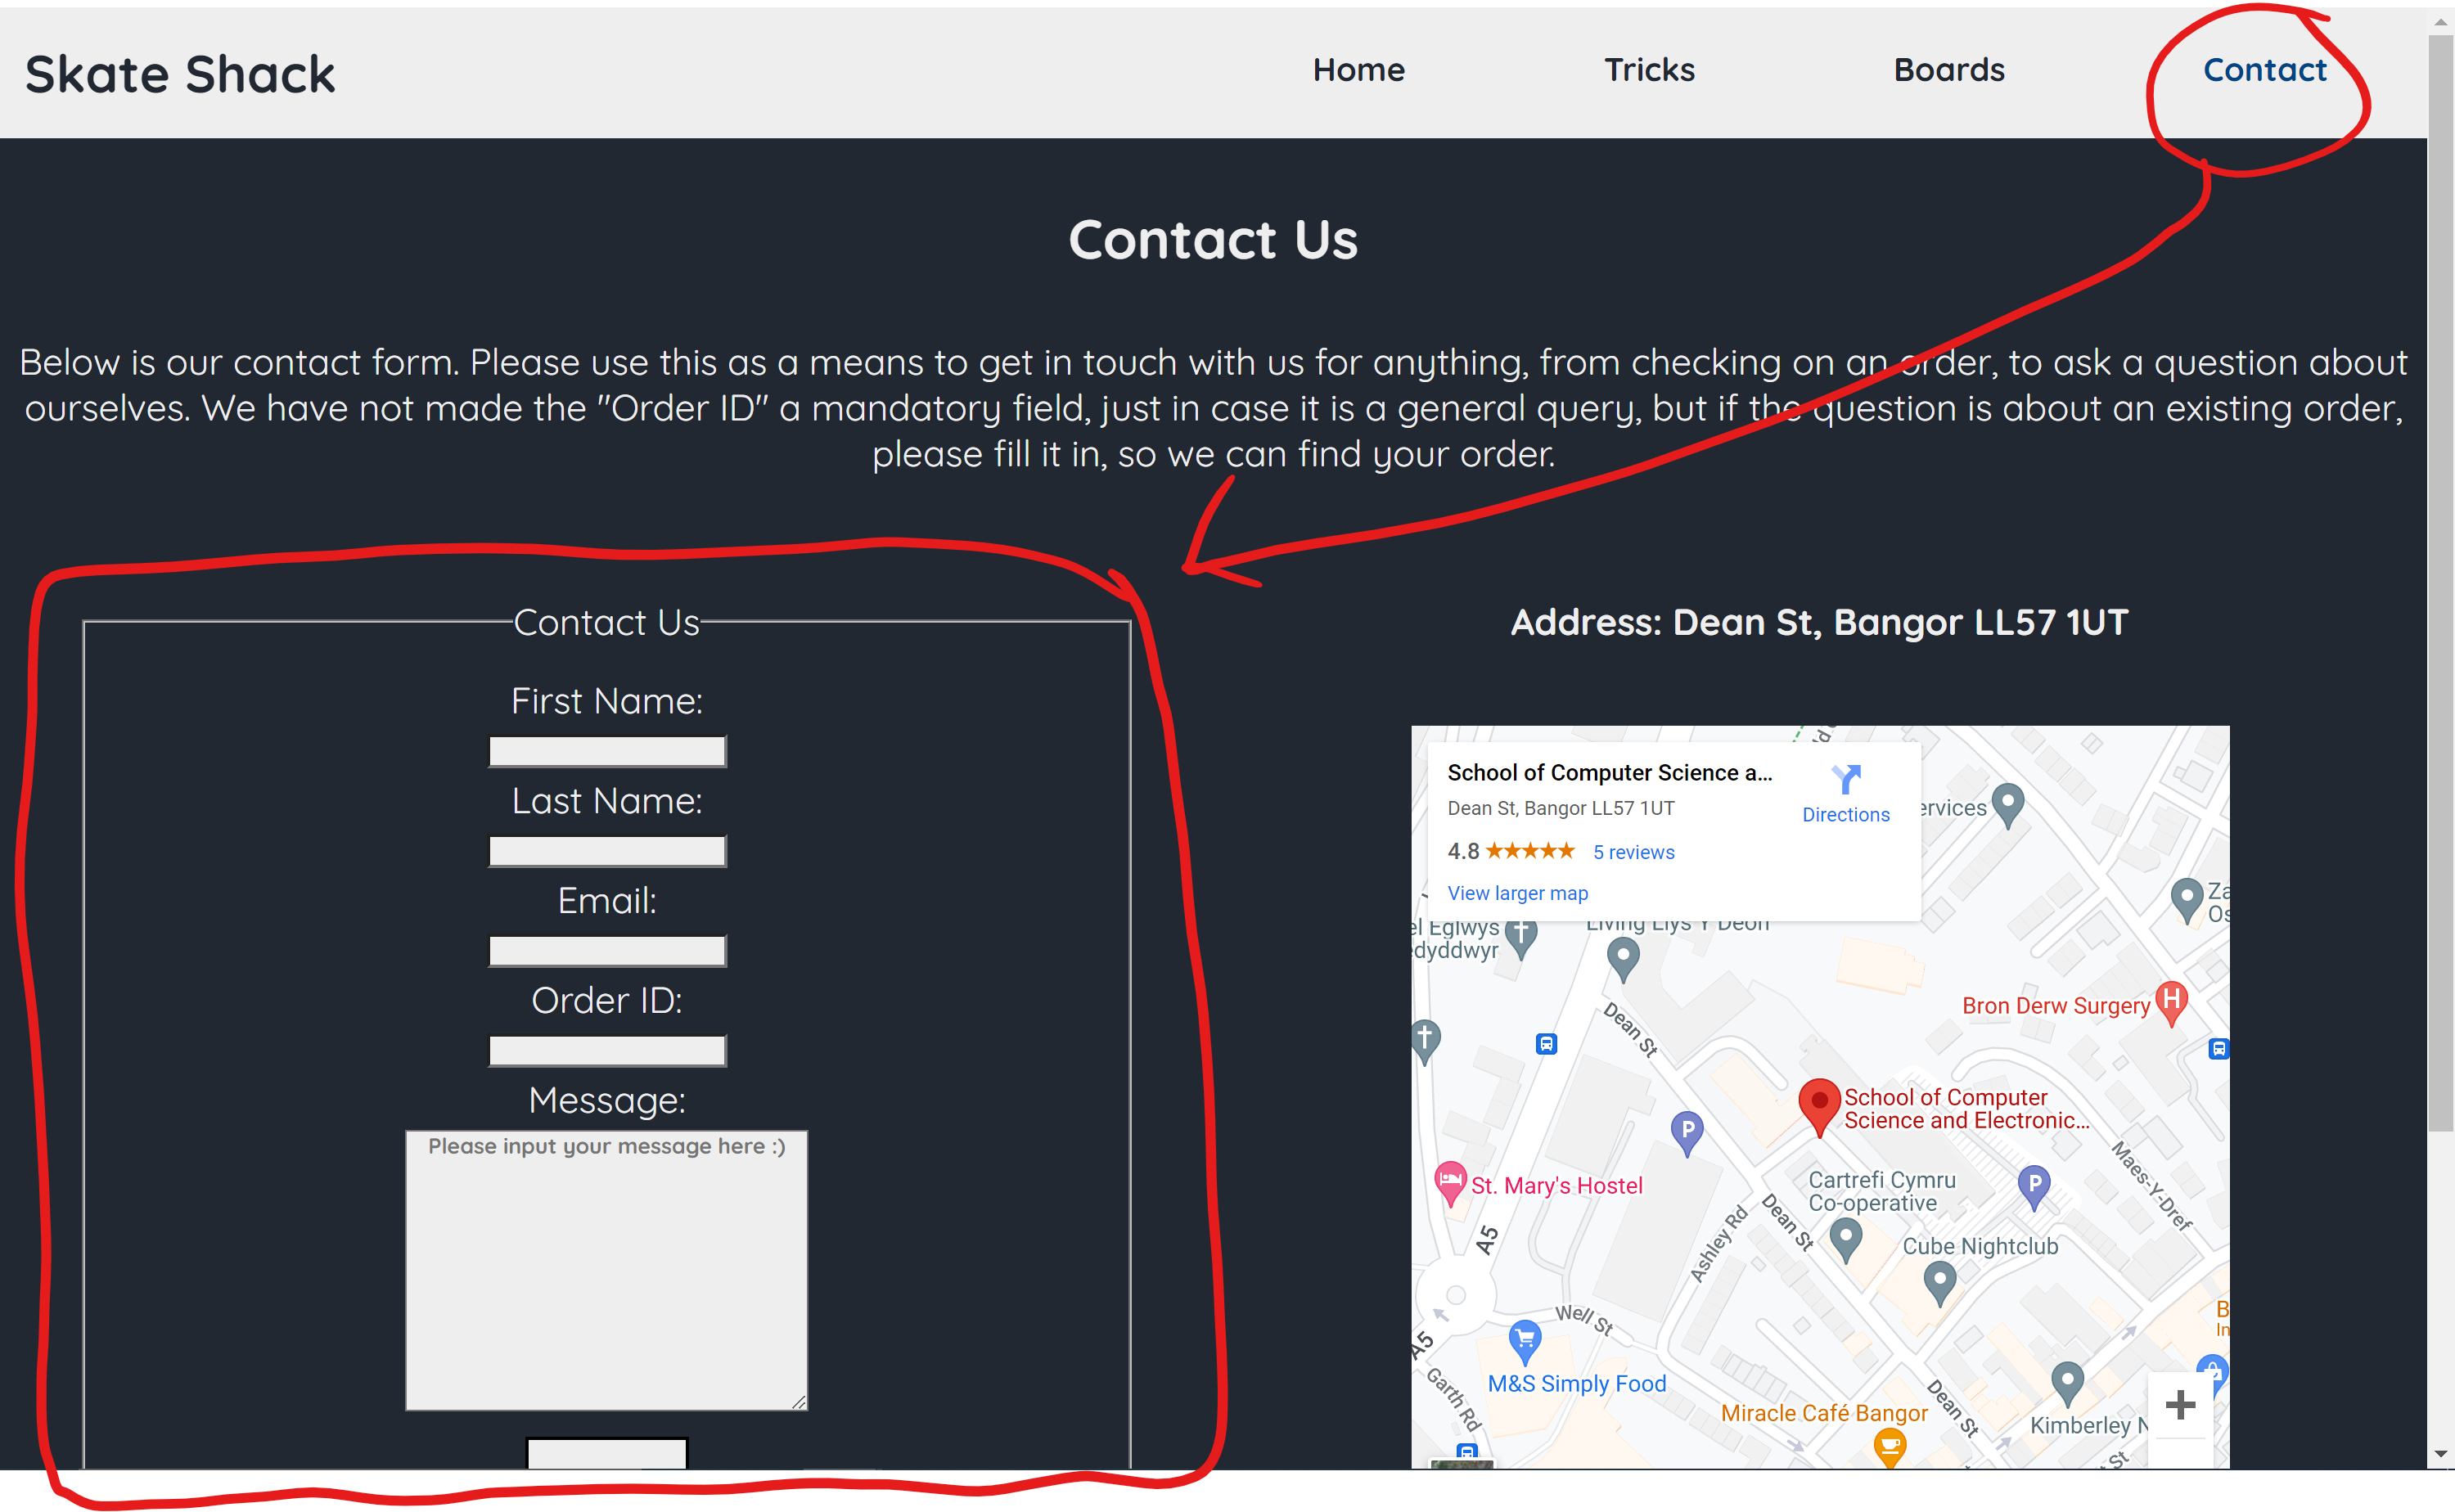 Skate Shack
Home
Tricks
Boards
Contact
Contact Us
Below is our contact form. Please use this as a means to get in touch with us for anything, from checking on an order, to ask a question about
ourselves. We have not made the "Order ID" a mandatory field, just in case it is a general query, but if the question is about an existing order,
please fill it in, so we can find your order.
Contact Us
First Name:
Last Name:
Email:
Order ID:
Message:
Please input your message here :)
Address: Dean St, Bangor LL57 1UT
School of Computer Science a...
Dean St, Bangor LL57 1UT
4.8
5 reviews
View larger map
Directions
ervices
Za
Os
el Eglwys
edyddwyr
Living Llys Y Deon
Dean St
Bron Derw Surgery
H
School of Computer
Science and Electronic...
P
St. Mary's Hostel
Cartrefi Cymru
Co-operative
P
Maes-Y-Dref
A5
Ashley Rd
Dean St
Cube Nightclub
Well St
A5
M&S Simply Food
Garth Rd
Miracle Café Bangor
Dean St
Kimberley N
B
In
St